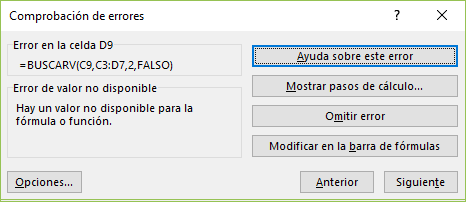 Comprobación de errores
Error en la celda D9
=BUSCARV(C9,C3:D7,2,FALSO)
Error de valor no disponible
Hay un valor no disponible para la
fórmula o función.
Ayuda sobre este error
Mostrar pasos de cálculo...
Omitir error
Modificar en la barra de fórmulas
Opciones...
Anterior
Siguiente